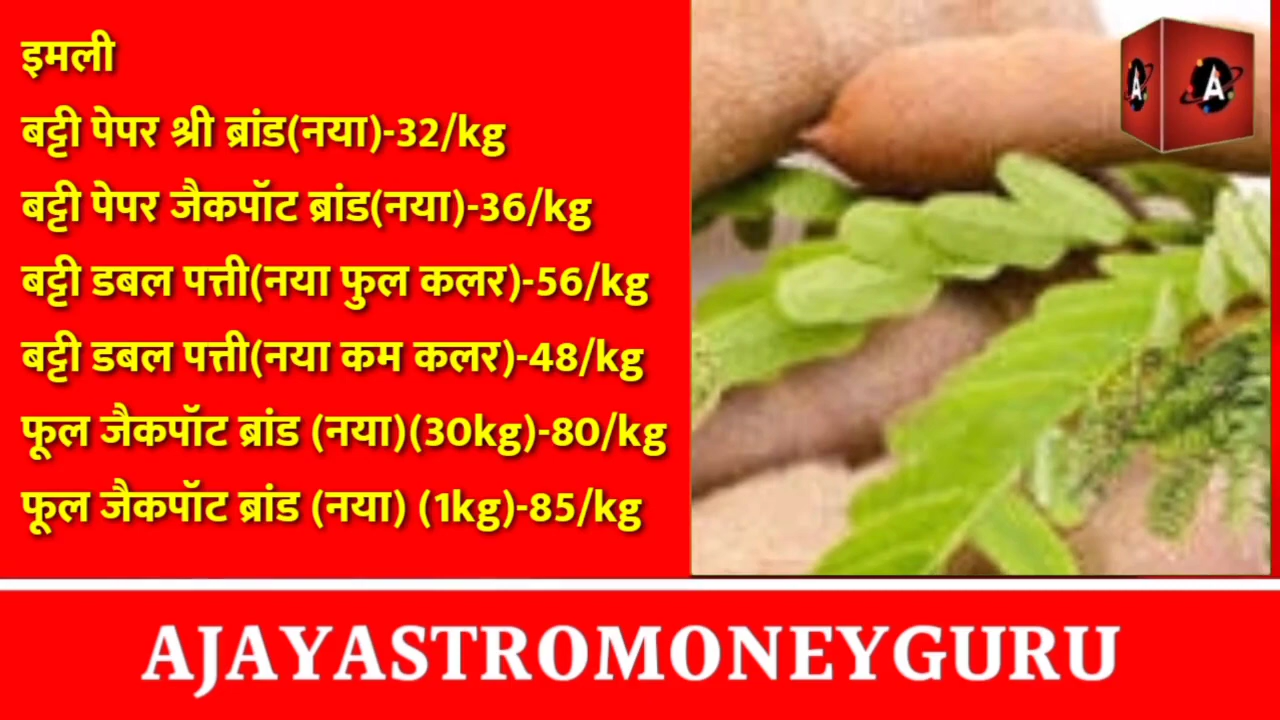 इमली
बट्टी पेपर श्री ब्रांड(नया)-32/kg
बट्टी पेपर जैकपॉट ब्रांड(नया)-36/kg
बट्टी डबल पत्ती(नया फुल कलर)-56/kg
बट्टी डबल पत्ती(नया कम कलर)-48/kg
फूल जैकपॉट ब्रांड (नया)(30kg)-80/kg
फूल जैकपॉट ब्रांड (नया) (1kg)-85/kg
A A
AJAYASTROMONEYGURU